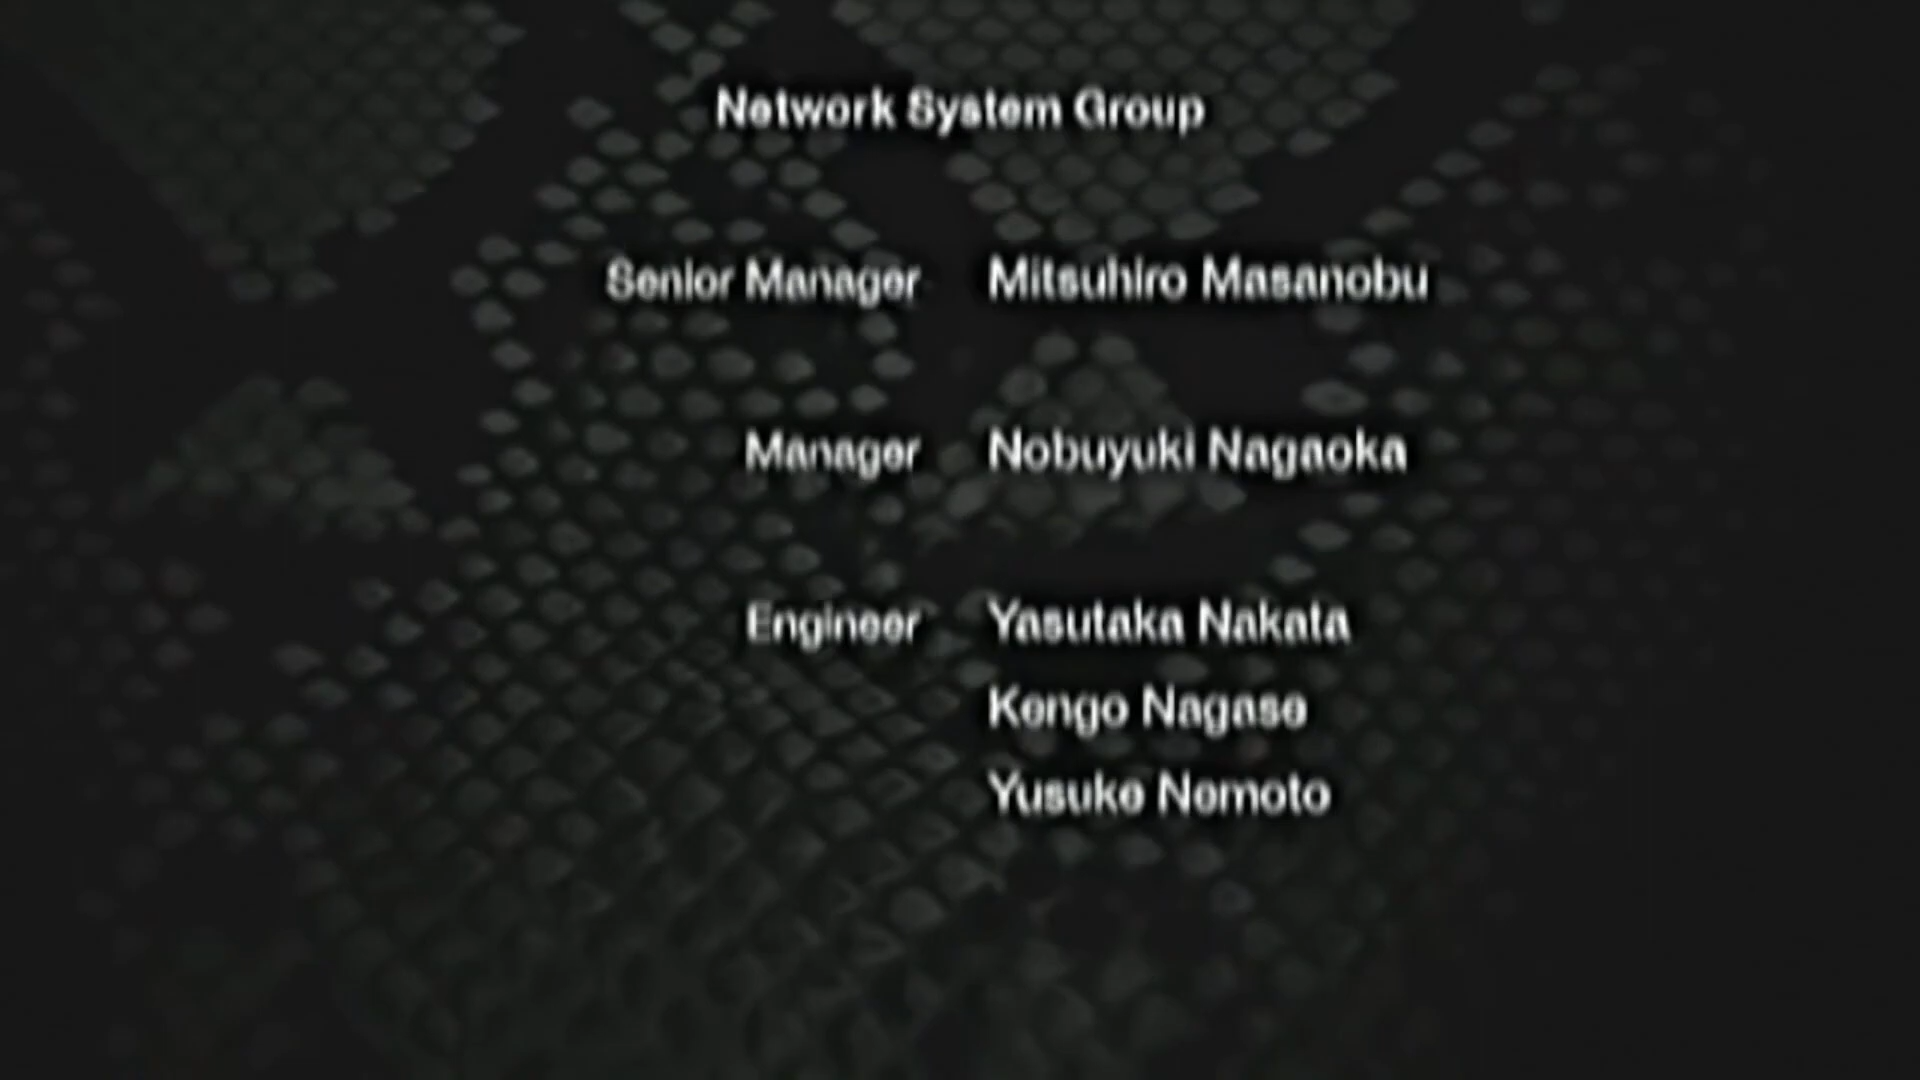 Network System Group
Senior Manager Mitsuhiro Masanobu
Manager Nobuyuki Nagaoka
Engineer Yasutaka Nakata
Kengo Nagase
Yusuke Nemoto